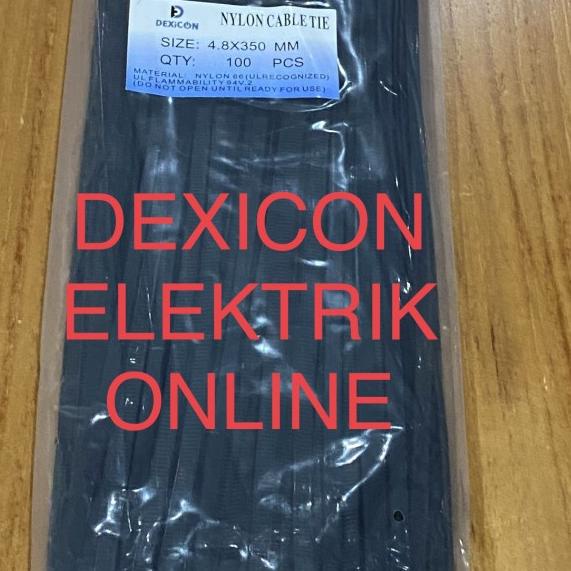 DEXICON
NYLON CABLE TIE
SIZE: 4.8X350 MM
QTY: 100 PCS
MATERIAL: NYLON 66(ULRECOGNIZED)
UL FLAMMABILITY 94V.2
(DO NOT OPEN UNTIL READY FOR USE)
DEXICON
ELEKTRIK
ONLINE